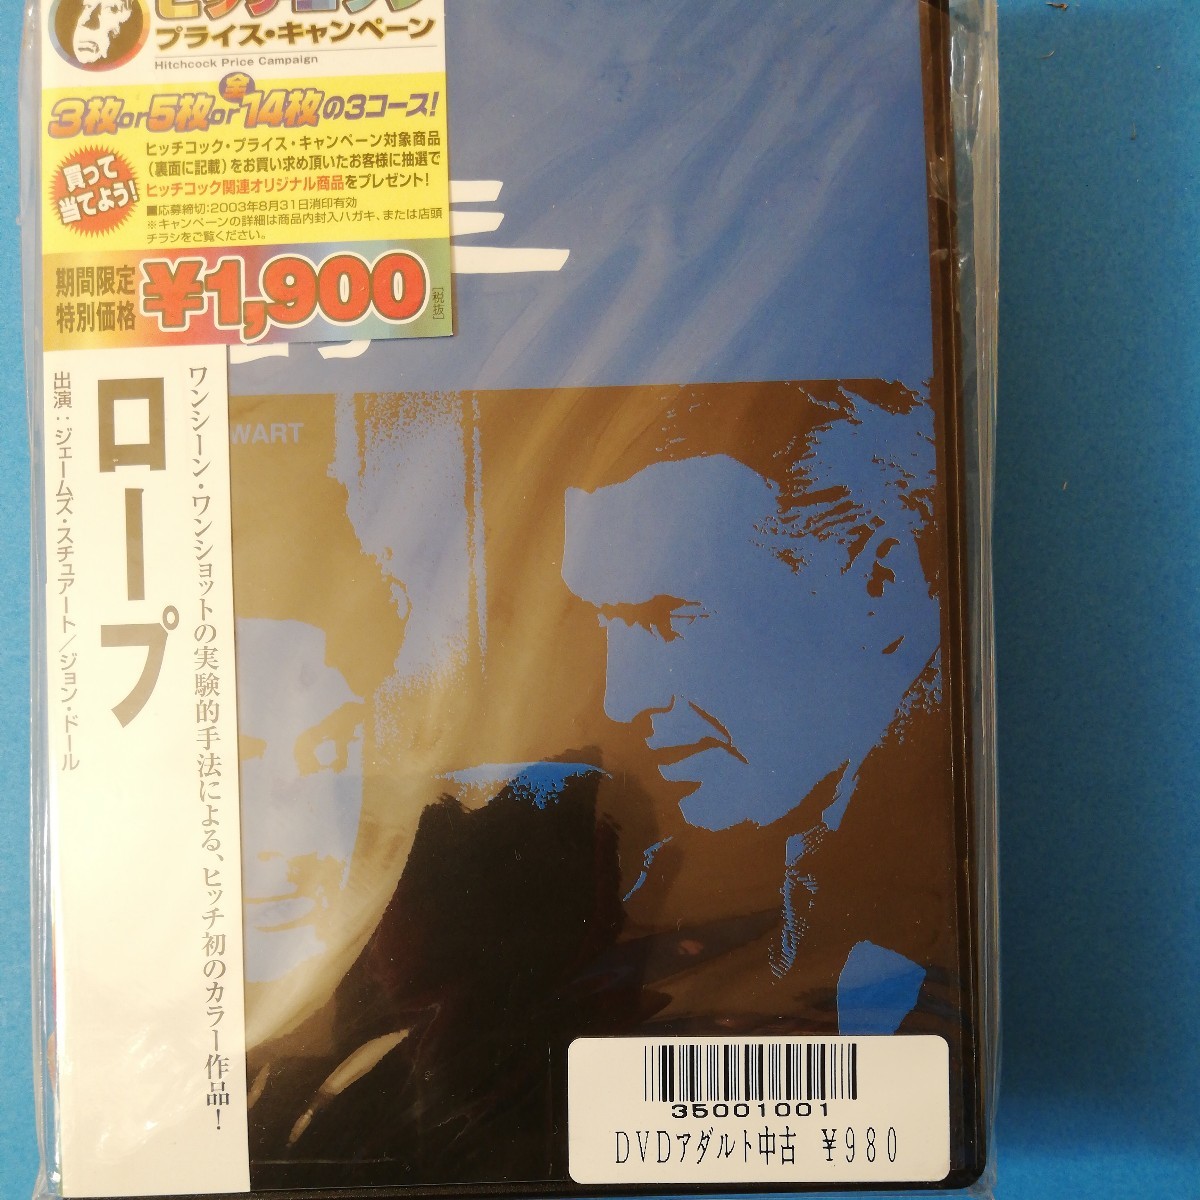 ヒッチコック
プライス・キャンペーン
Hitchcock Price Campaign
3枚or5枚or全14枚の3コース!
買って
当てよう!
ヒッチコック・プライス・キャンペーン対象商品
(裏面に記載)をお買い求め頂いたお客様に抽選で
ヒッチコック関連オリジナル商品をプレゼント!
■応募締切:2003年8月31日消印有効
※キャンペーンの詳細は商品内封入ハガキ、または店頭
チラシをご覧ください。
期間限定
特別価格
¥1,900
[税抜]
WART
ワンシーン・ワンショットの実験的手法による、ヒッチ初のカラー作品!
ロープ
出演:ジェームズ・スチュアート/ジョン・ドール
35001001
DVDアダルト中古 ¥980